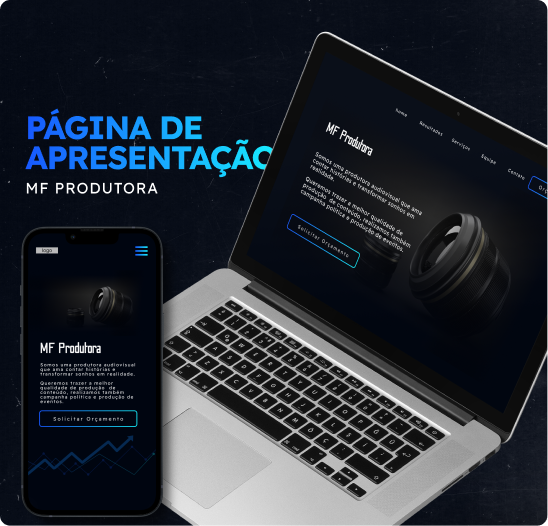 PÁGINA DE
APRESENTAÇÃO
MF PRODUTORA
Home
Resultados
Serviços
Equipe
Contato
MF Produtora
Somos uma produtora audiovisual que ama
contar histórias e transformar sonhos em
realidade.
Queremos trazer a melhor qualidade de
produção de conteúdo, realizamos também
campanha política e produção de eventos.
Solicitar Orçamento
logo
MF Produtora
Somos uma produtora audiovisual
que ama contar histórias e
transformar sonhos em realidade.
Queremos trazer a melhor
qualidade de produção de
conteúdo, realizamos também
campanha política e produção de
eventos.
Solicitar Orçamento